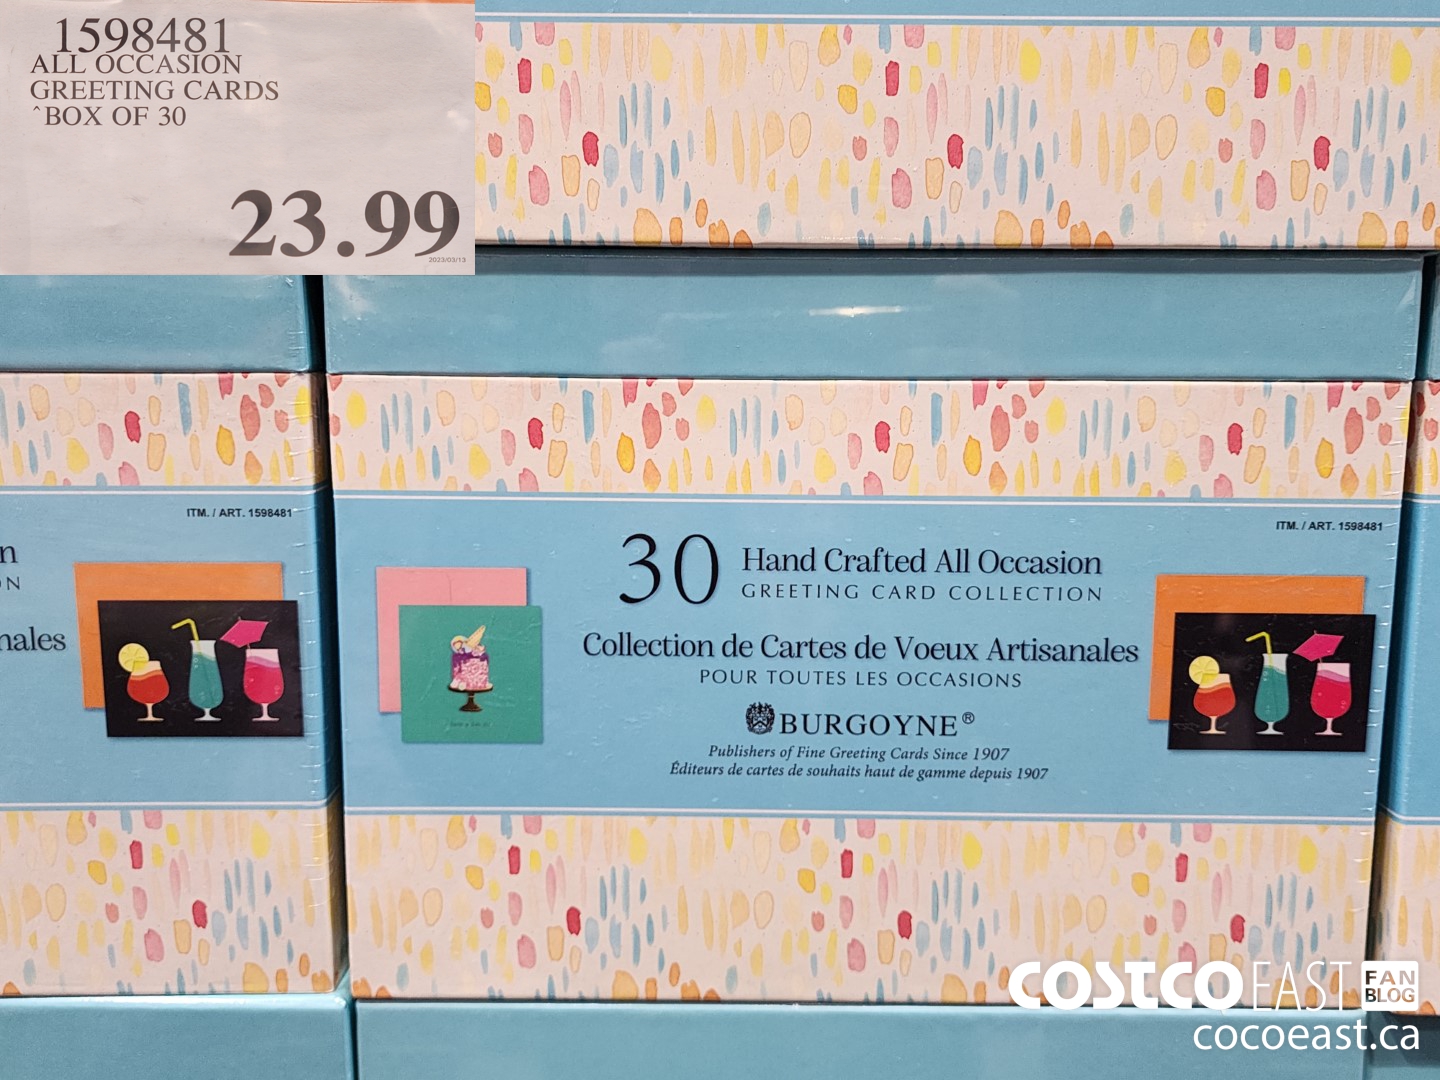 1598481
ALL OCCASION
GREETING CARDS
^BOX OF 30
23.99
2023/03/13
ITM. / ART. 1598481
nales
ITM. / ART. 1598481
30 Hand Crafted All Occasion
GREETING CARD COLLECTION
Collection de Cartes de Voeux Artisanales
POUR TOUTES LES OCCASIONS
BURGOYNE®
Publishers of Fine Greeting Cards Since 1907
Éditeurs de cartes de souhaits haut de gamme depuis 1907
COSTCO EAST FAN BLOG
cocoeast.ca